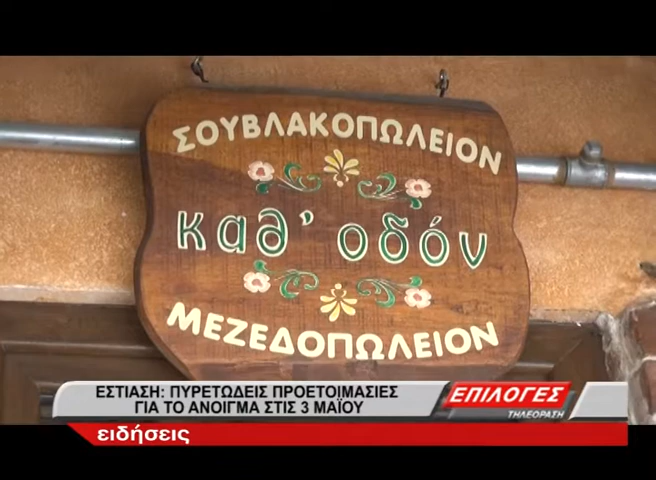 ΣΟΥΒΛΑΚΟΠΩΛΕΙΟΝ
καθ' οδόν
ΜΕΖΕΔΟΠΩΛΕΙΟΝ
ΕΣΤΙΑΣΗ: ΠΥΡΕΤΩΔΕΙΣ ΠΡΟΕΤΟΙΜΑΣΙΕΣ
ΓΙΑ ΤΟ ΑΝΟΙΓΜΑ ΣΤΙΣ 3 ΜΑΪΟΥ
ΕΠΙΛΟΓΕΣ
ΤΗΛΕΟΡΑΣΗ
ειδήσεις